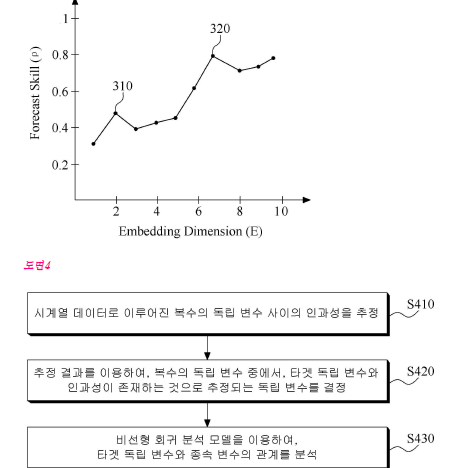 1
320
0.8
310
0.6
0.4
0.2
Forecast Skill (ρ)
2 4 6 8 10
Embedding Dimension (E)
도면4
시계열 데이터로 이루어진 복수의 독립 변수 사이의 인과성을 추정
S410
추정 결과를 이용하여, 복수의 독립 변수 중에서, 타겟 독립 변수와
인과성이 존재하는 것으로 추정되는 독립 변수를 결정
S420
비선형 회귀 분석 모델을 이용하여,
타겟 독립 변수와 종속 변수의 관계를 분석
S430